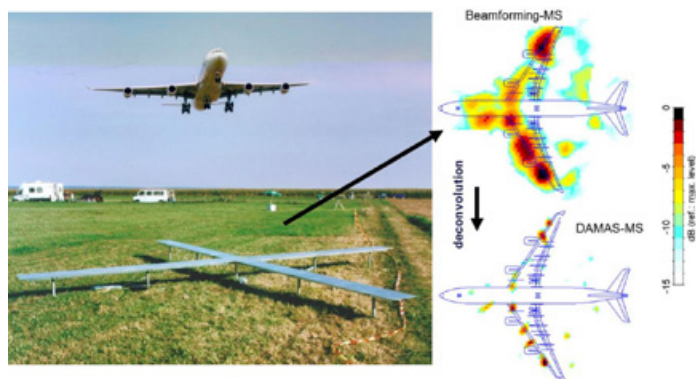 Beamforming-MS
deconvolution
DAMAS-MS
0
-5
-10
-15
dB (ref.: max. level)